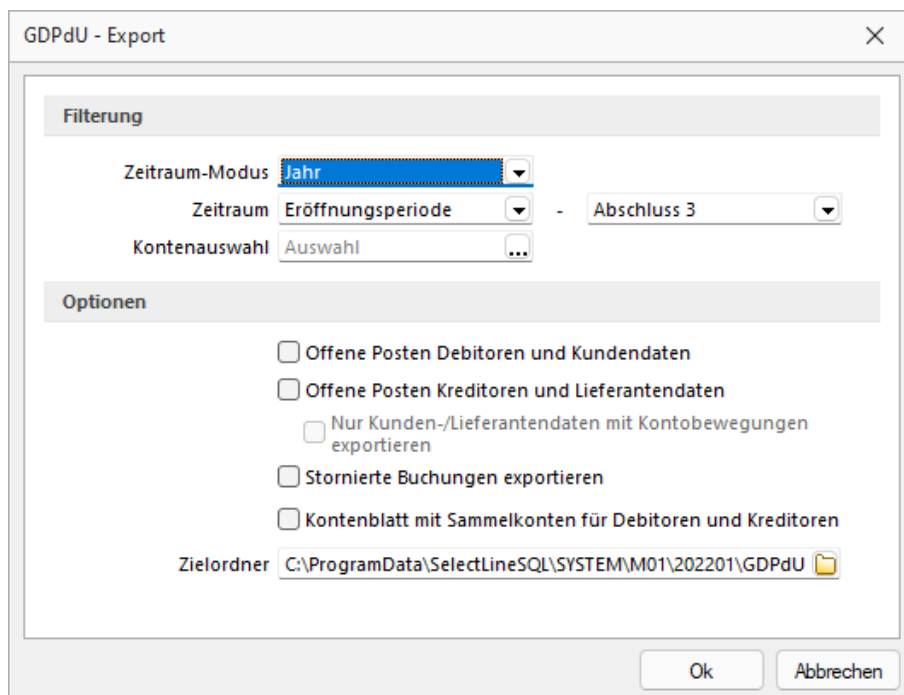 GDPdU - Export
Filterung
Zeitraum-Modus Jahr
Zeitraum Eröffnungsperiode - Abschluss 3
Kontenauswahl Auswahl ...
Optionen
Offene Posten Debitoren und Kundendaten
Offene Posten Kreditoren und Lieferantendaten
Nur Kunden-/Lieferantendaten mit Kontobewegungen
exportieren
Stornierte Buchungen exportieren
Kontenblatt mit Sammelkonten für Debitoren und Kreditoren
Zielordner C:\ProgramData\SelectLineSQL\SYSTEM\M01\202201\GDPdU
Ok Abbrechen